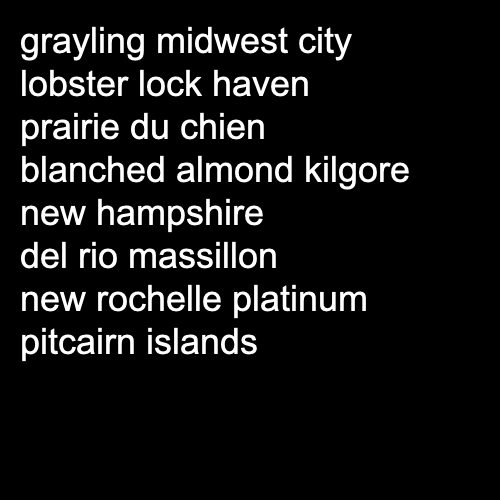 grayling midwest city
lobster lock haven
prairie du chien
blanched almond kilgore
new hampshire
del rio massillon
new rochelle platinum
pitcairn islands